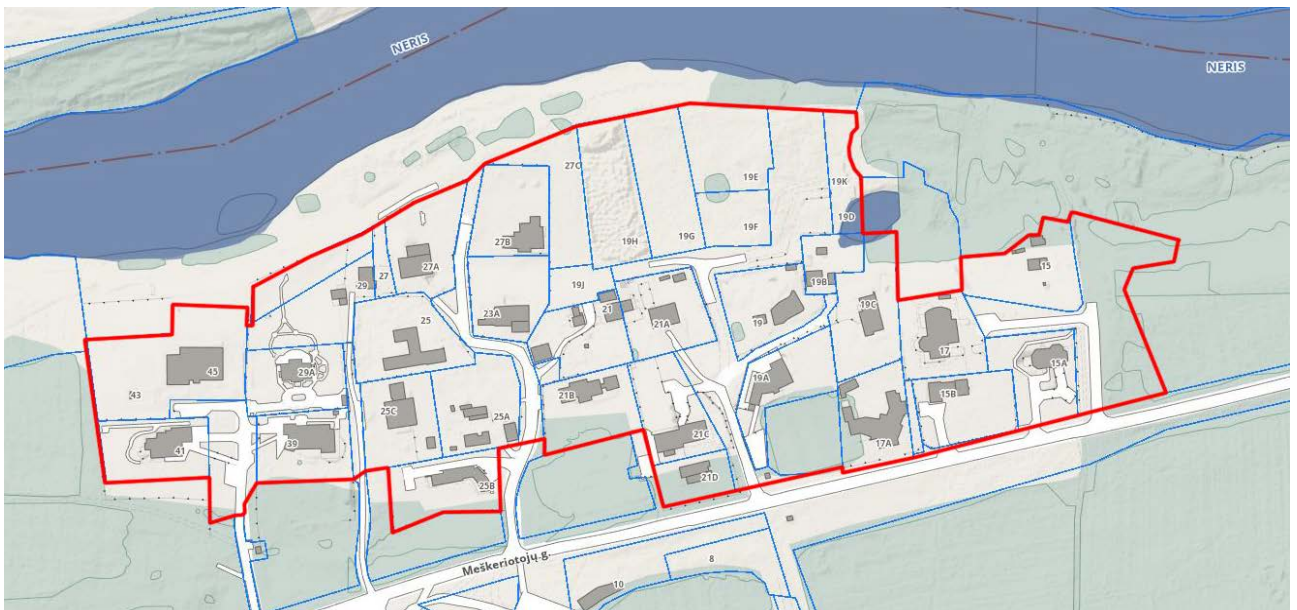 NERIS
NERIS
27C
19E
19K
19D
19F
19G
19H
27B
27A
27
29
15
19J
19B
19C
23A
25
21
21A
19
17
45
29A
43
15A
19A
15B
21B
25C
25A
39
41
21C
17A
21D
25B
Meškeriotojų g.
8
10